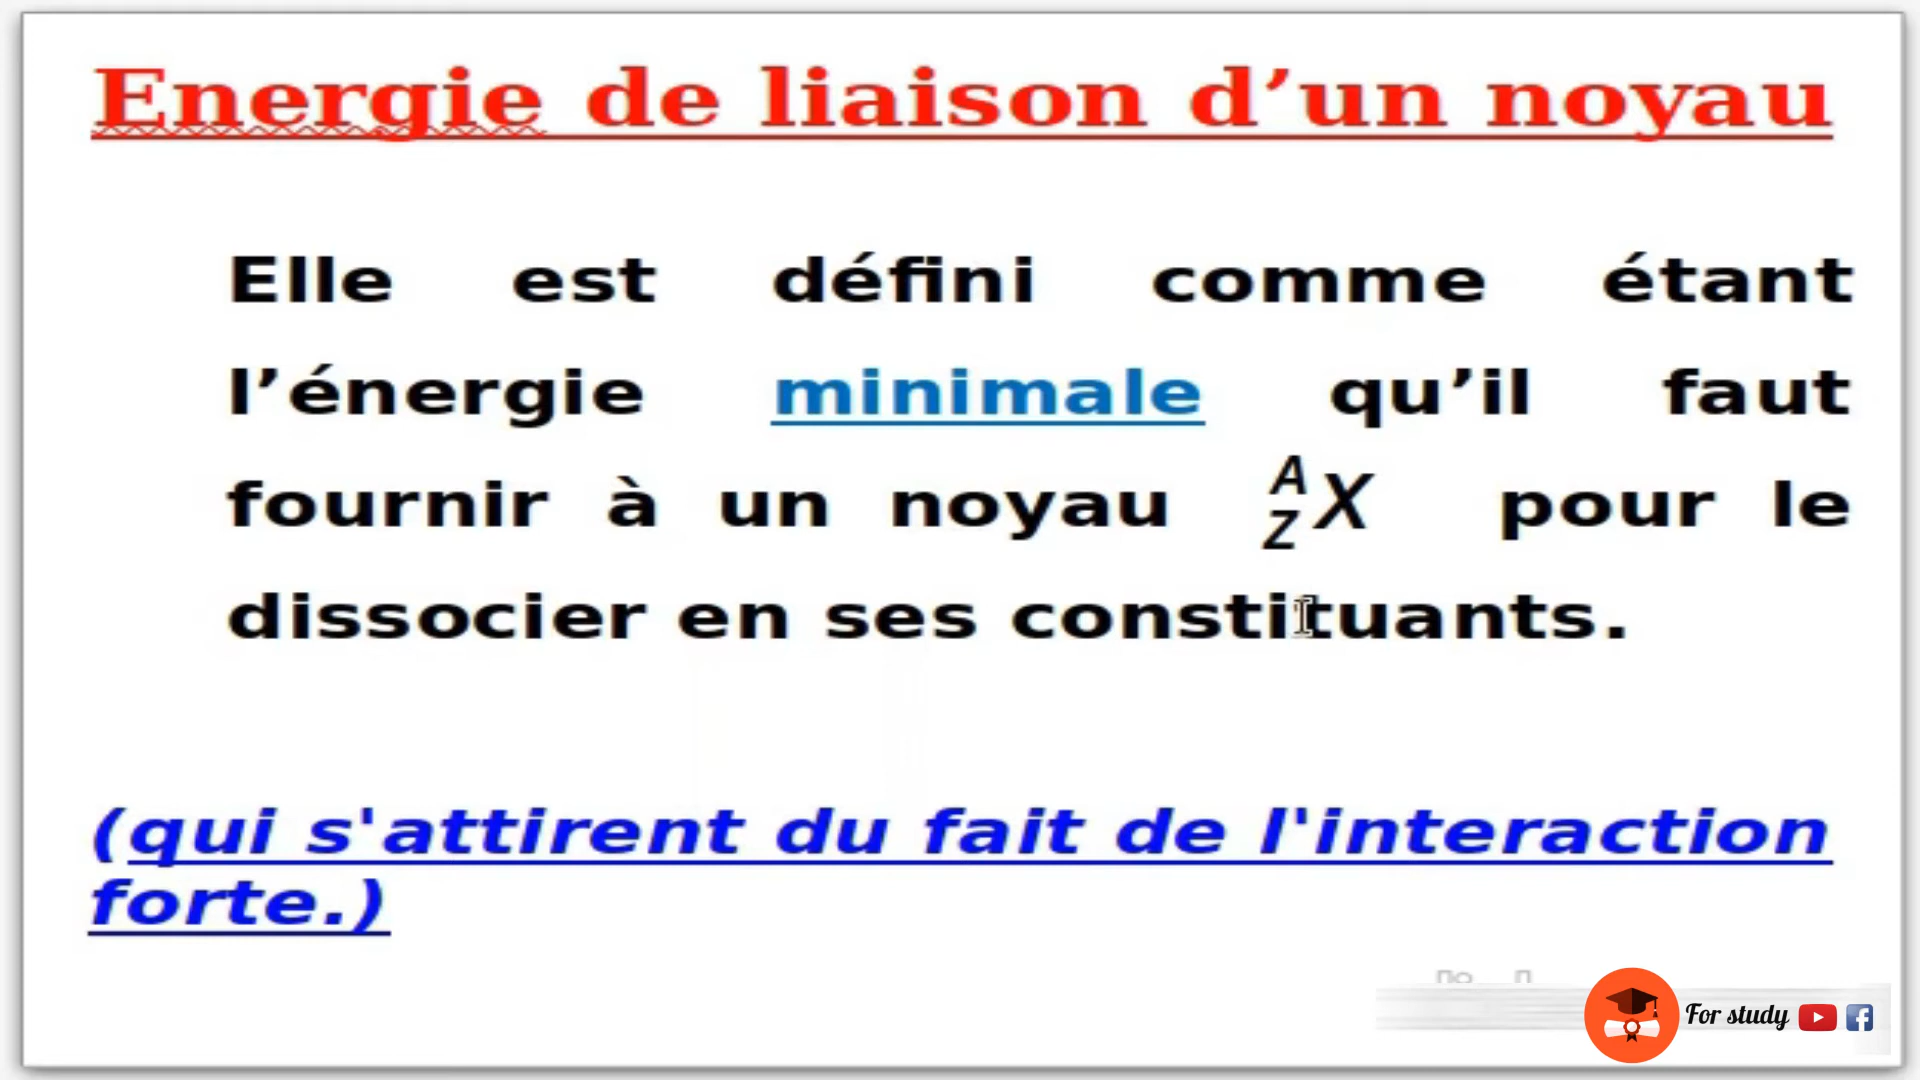 Energie de liaison d’un noyau
Elle est défini comme étant
l’énergie minimale qu’il faut
fournir à un noyau ᴬ_Z X pour le
dissocier en ses constituants.
(qui s'attirent du fait de l'interaction
forte.)
For study